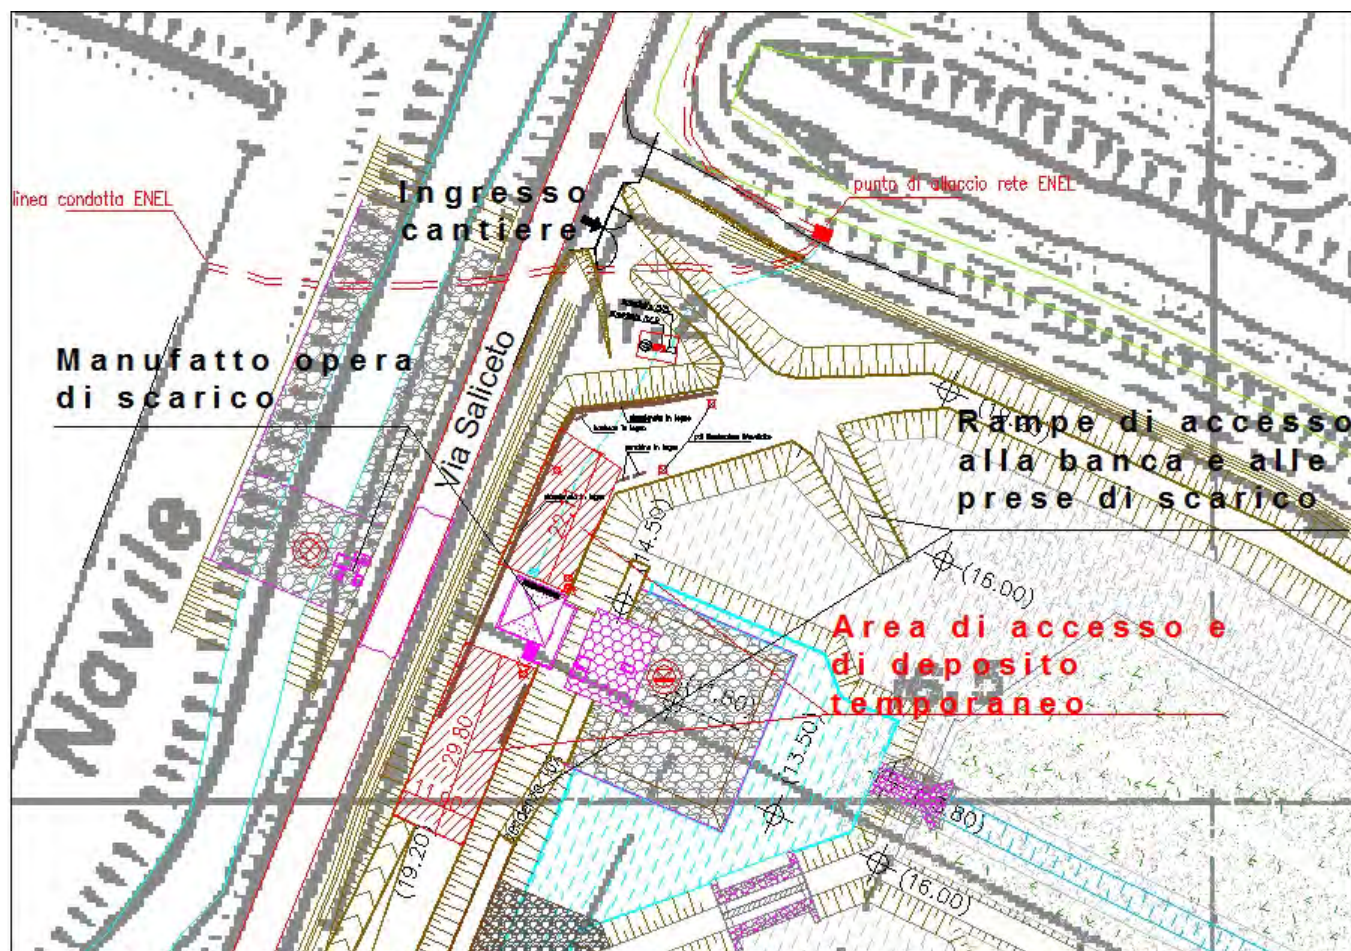 Ingresso
cantiere
punto di allaccio rete ENEL
linea condotta ENEL
Manufatto opera
di scarico
Via Saliceto
Navile
Rampe di accesso
alla banca e alle
prese di scarico
14.50)
(16.00)
Area di accesso e
di deposito
temporaneo
29.80
(13.50)
(19.20)
80)
(16.00)